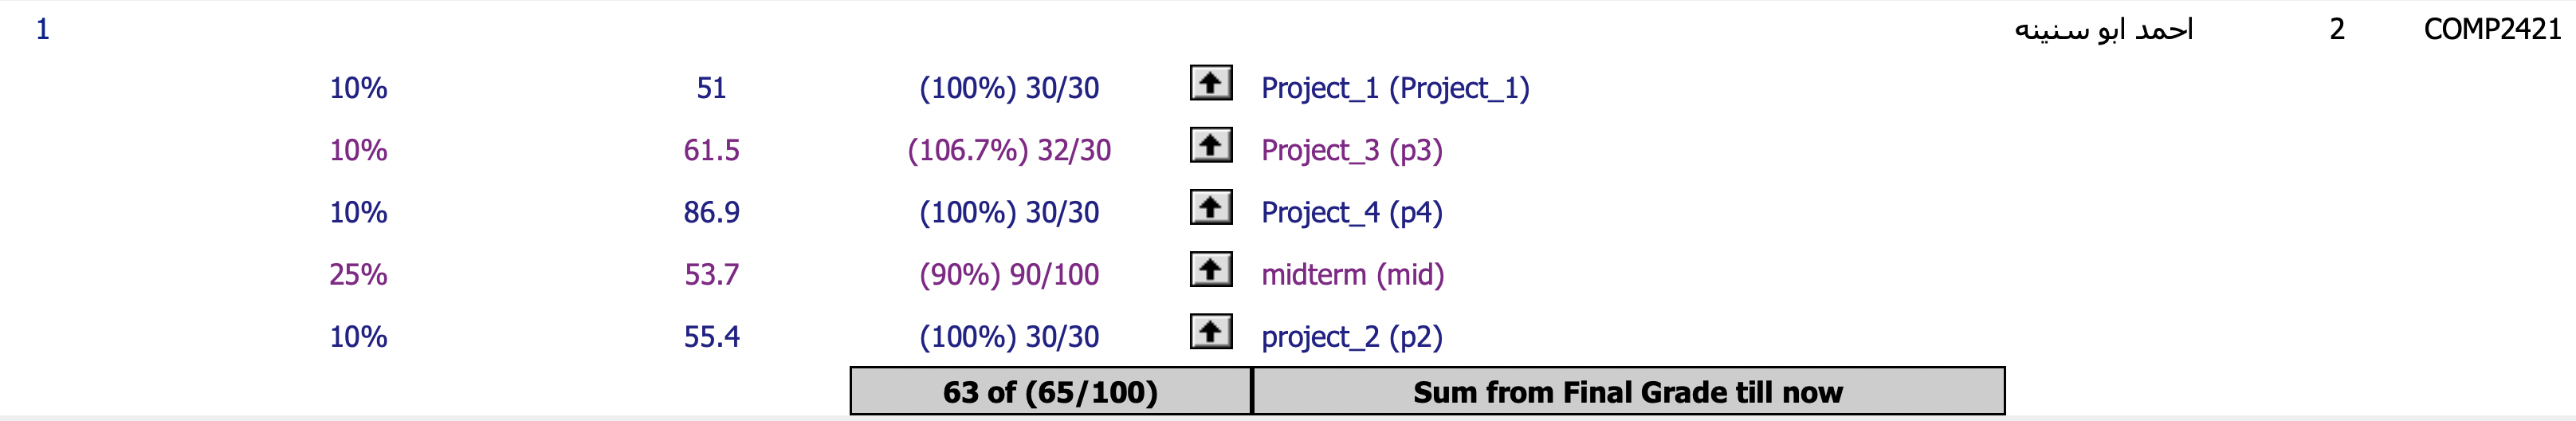 COMP2421 2 احمد ابو سنينه 1
Project_1 (Project_1) (100%) 30/30 51 10%
Project_3 (p3) (106.7%) 32/30 61.5 10%
Project_4 (p4) (100%) 30/30 86.9 10%
midterm (mid) (90%) 90/100 53.7 25%
project_2 (p2) (100%) 30/30 55.4 10%
Sum from Final Grade till now 63 of (65/100)